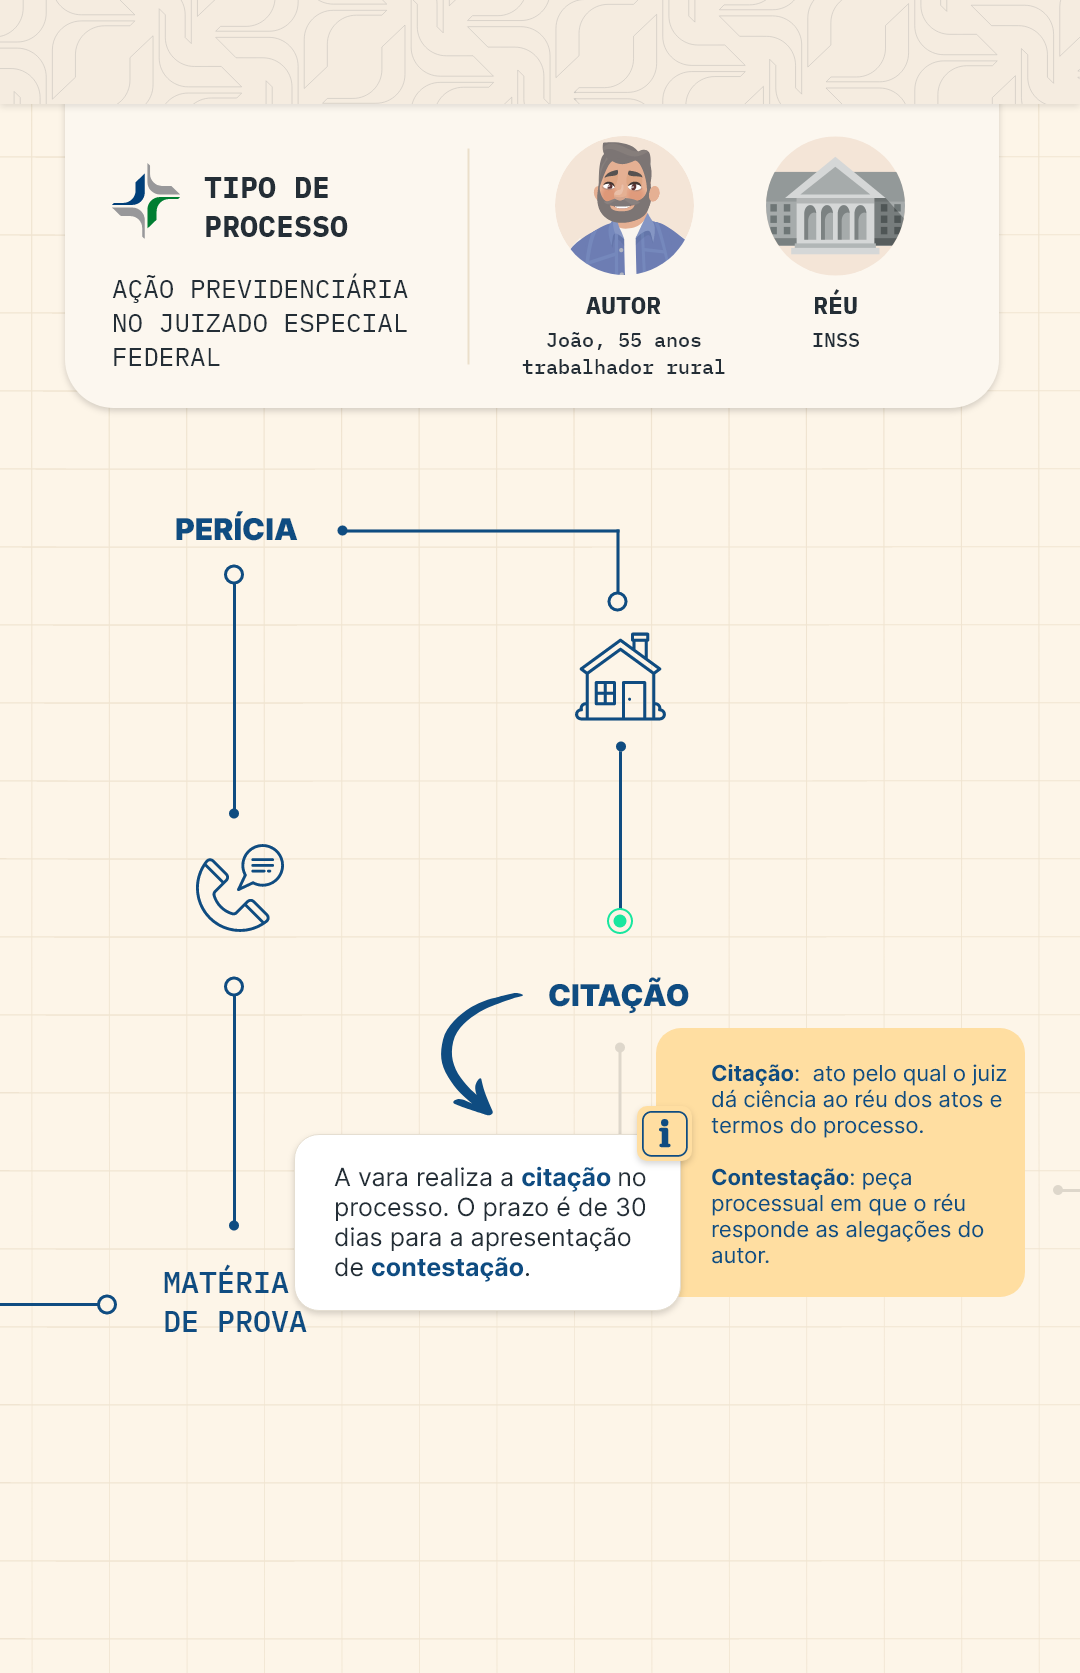 TIPO DE
PROCESSO
AÇÃO PREVIDENCIÁRIA
NO JUIZADO ESPECIAL
FEDERAL
AUTOR
João, 55 anos
trabalhador rural
RÉU
INSS
PERÍCIA
CITAÇÃO
Citação:  ato pelo qual o juiz
dá ciência ao réu dos atos e
termos do processo.
Contestação: peça
processual em que o réu
responde as alegações do
autor.
i
A vara realiza a citação no
processo. O prazo é de 30
dias para a apresentação
de contestação.
MATÉRIA
DE PROVA